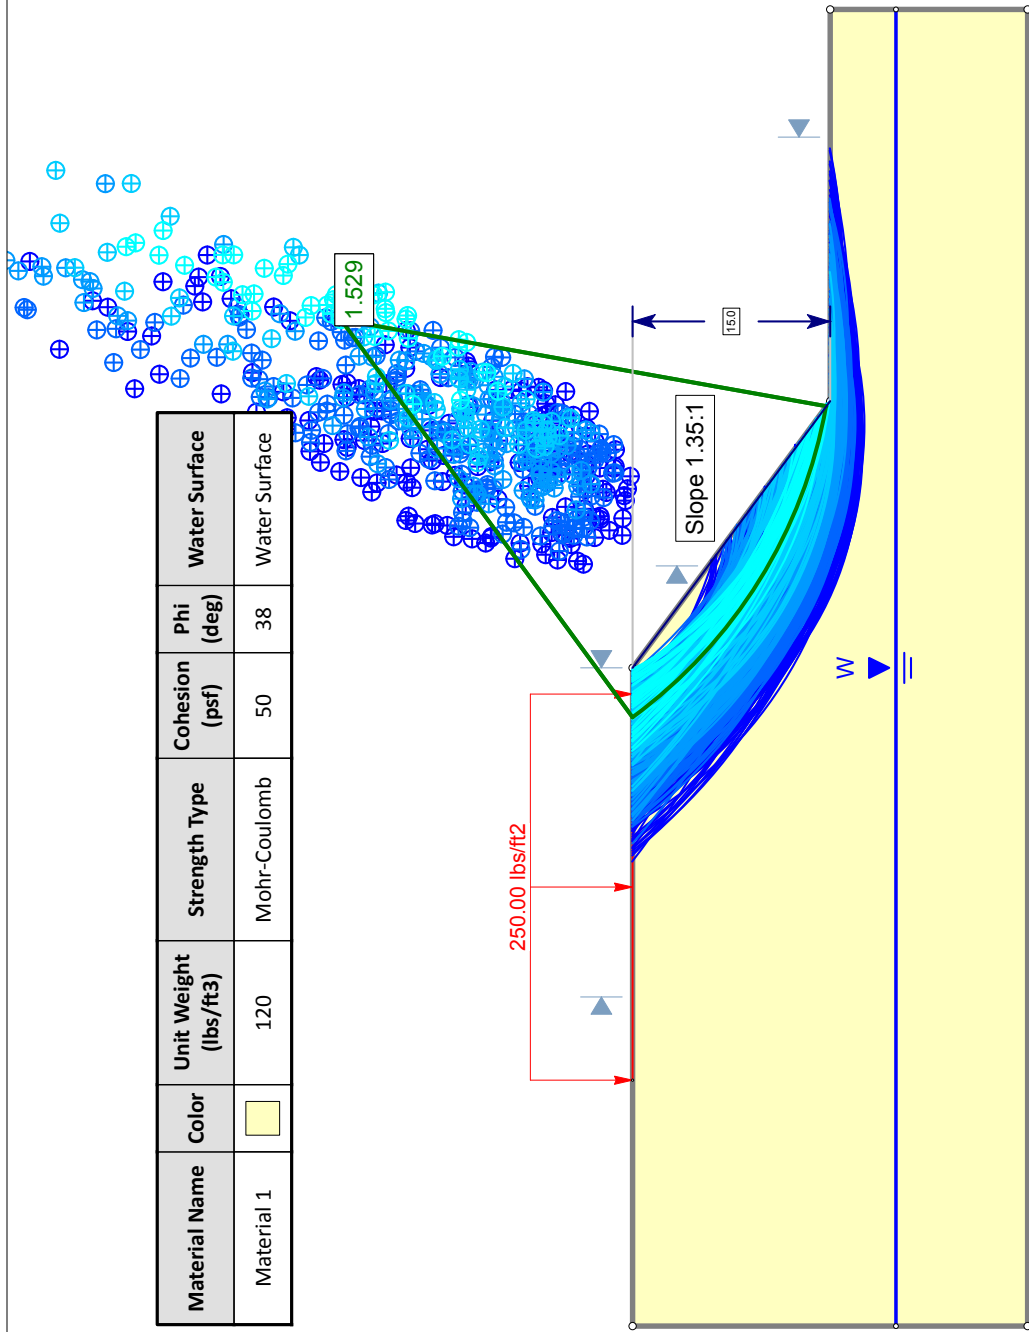 Material Name Color Unit Weight (lbs/ft3) Strength Type Cohesion (psf) Phi (deg) Water Surface
Material 1 120 Mohr-Coulomb 50 38 Water Surface
1.529
250.00 lbs/ft2
15.0
Slope 1.35:1
W